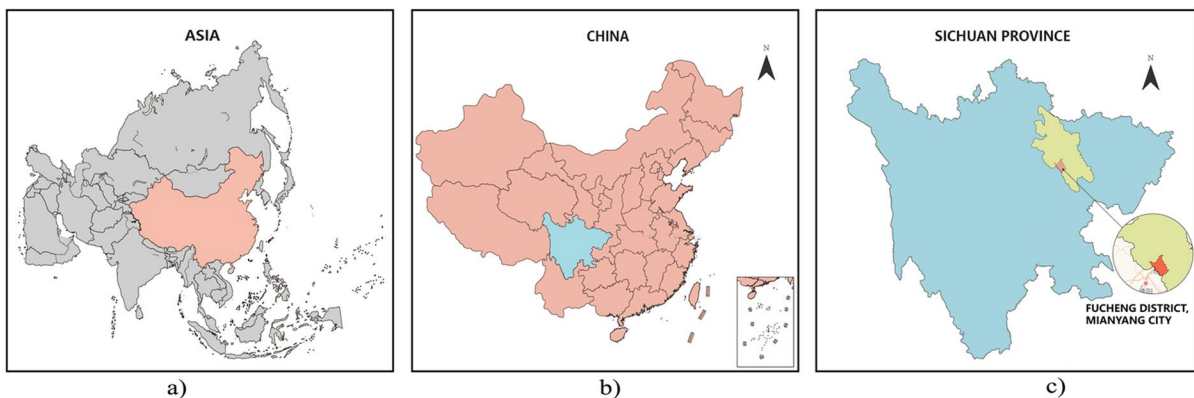 ASIA
CHINA
N
SICHUAN PROVINCE
N
FUCHENG DISTRICT,
MIANYANG CITY
a)
b)
c)